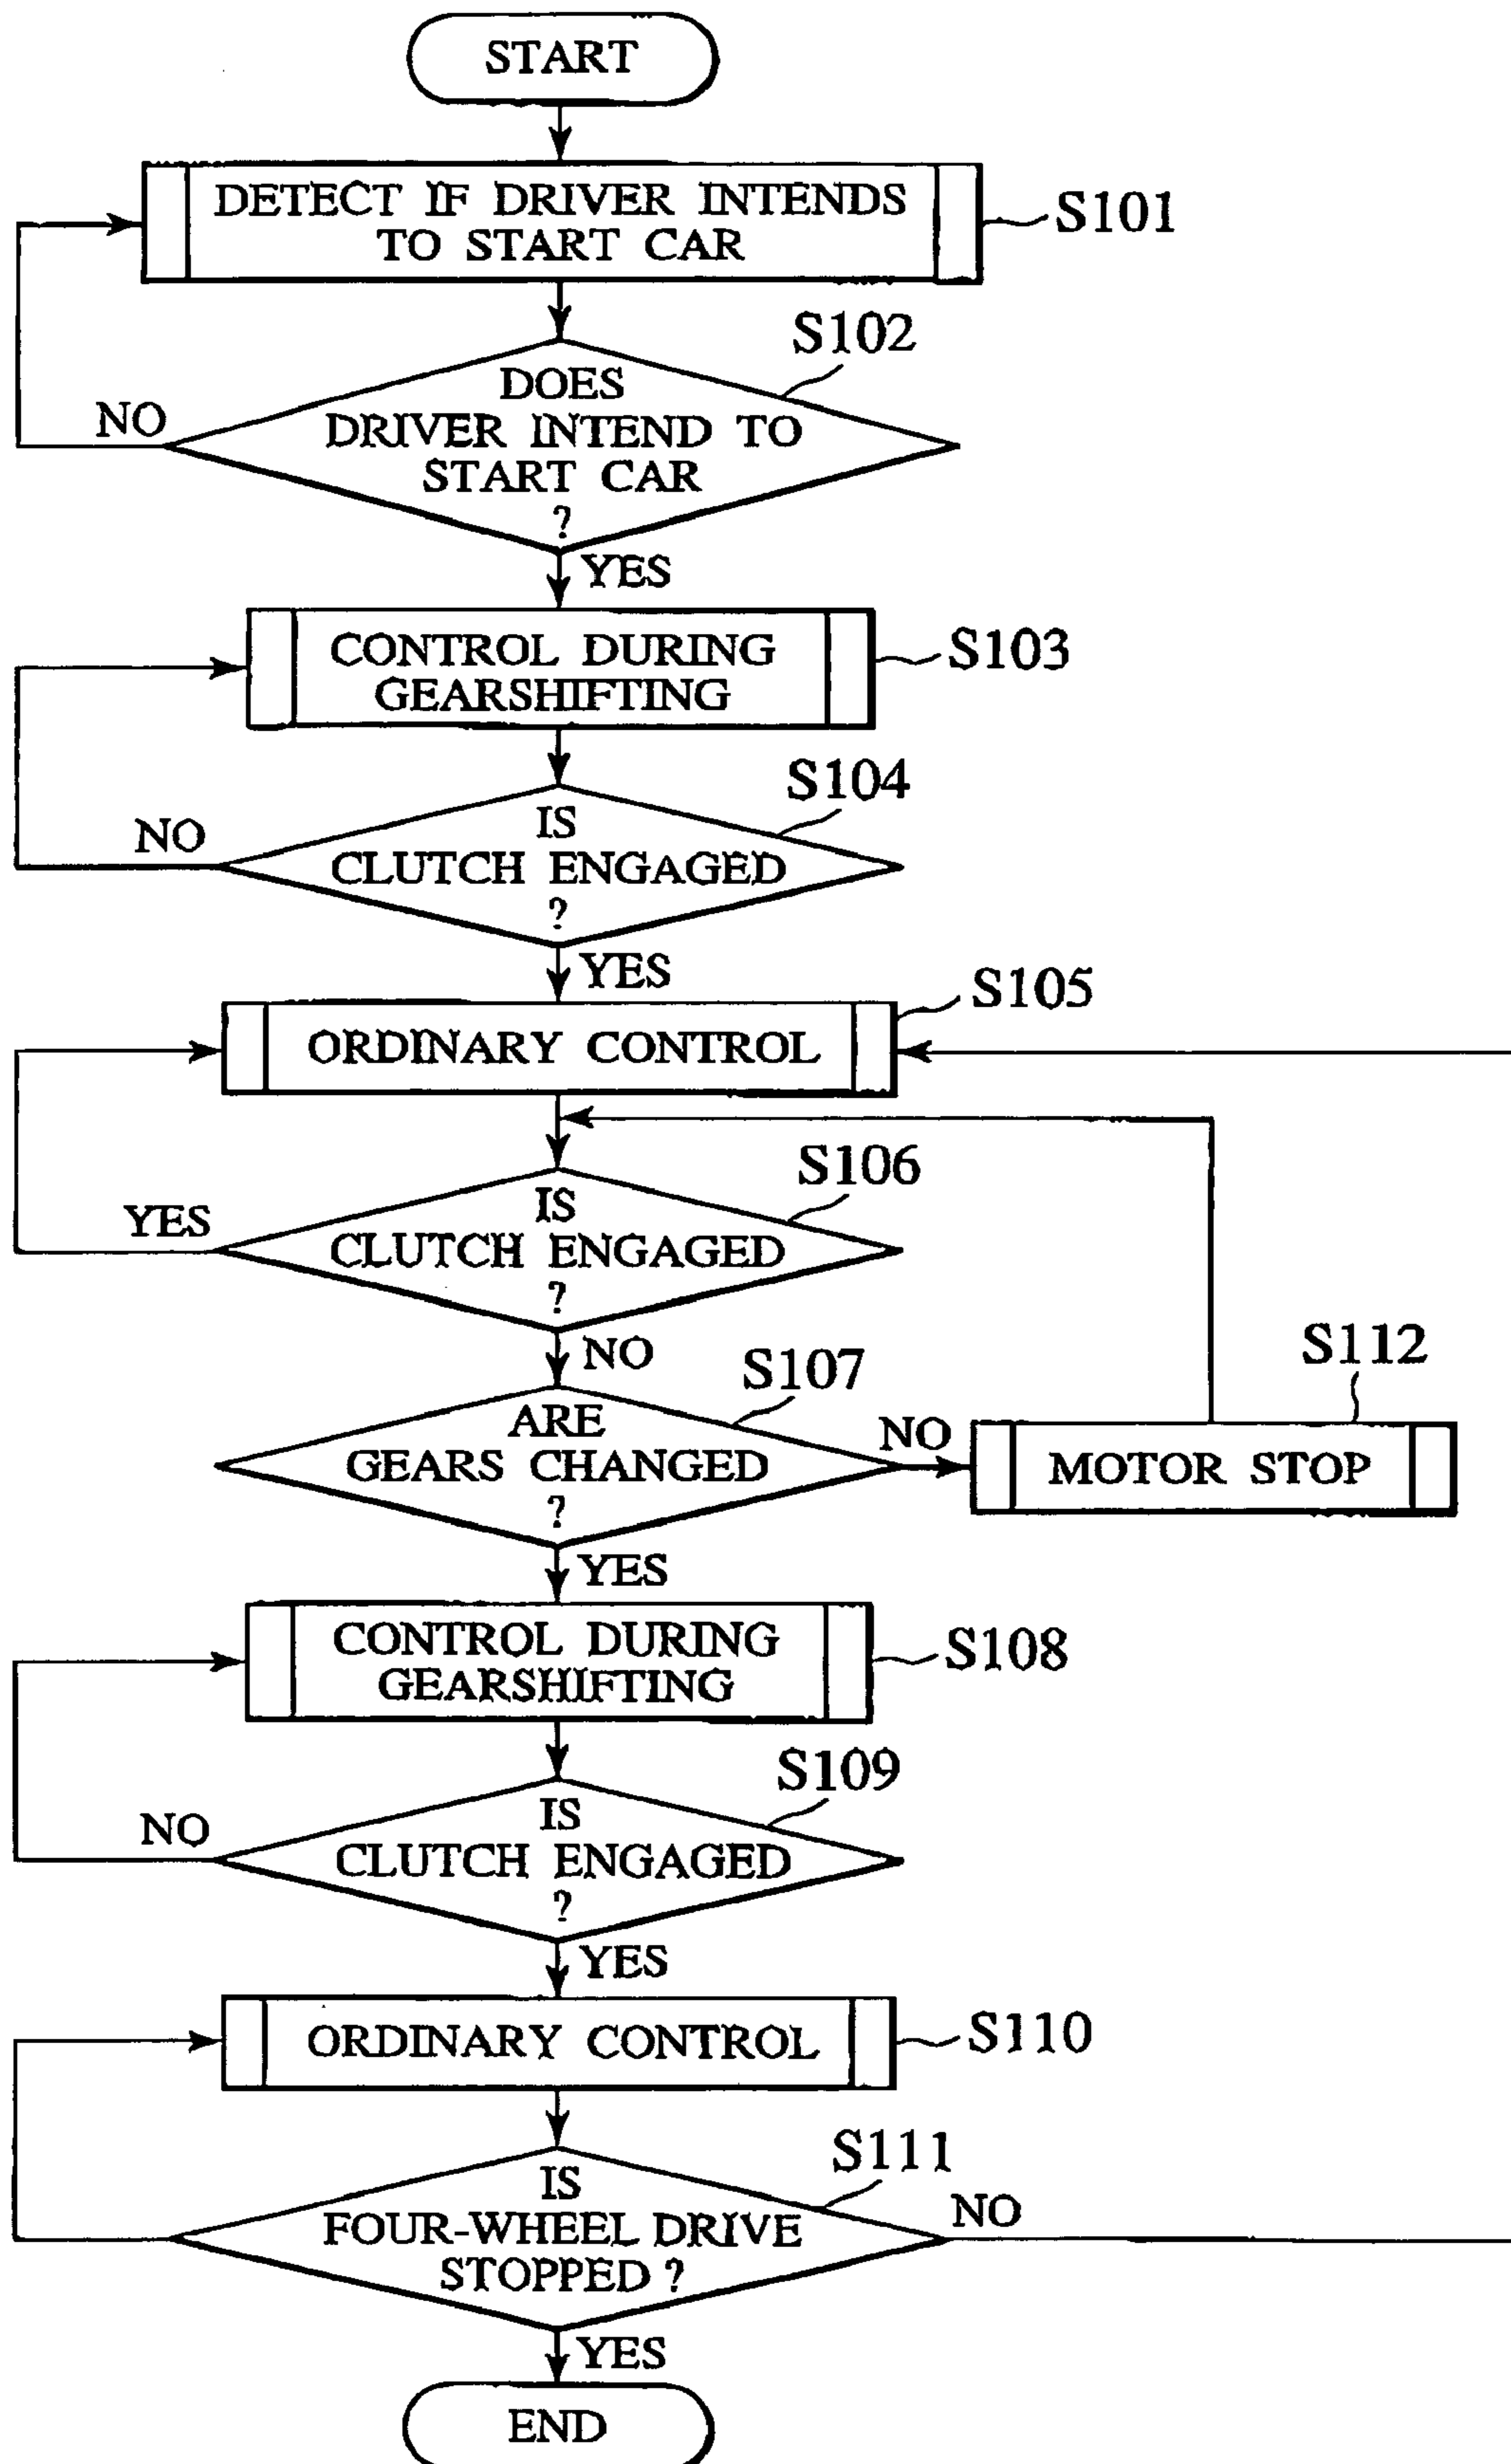 START
DETECT IF DRIVER INTENDS
TO START CAR
S101
S102
DOES
DRIVER INTEND TO
START CAR
?
NO
YES
CONTROL DURING
GEARSHIFTING
S103
S104
IS
CLUTCH ENGAGED
?
NO
YES
S105
ORDINARY CONTROL
S106
IS
CLUTCH ENGAGED
?
YES
NO
S107
ARE
GEARS CHANGED
?
NO
S112
MOTOR STOP
YES
CONTROL DURING
GEARSHIFTING
S108
S109
IS
CLUTCH ENGAGED
?
NO
YES
ORDINARY CONTROL
S110
S111
IS
FOUR-WHEEL DRIVE
STOPPED ?
NO
YES
END